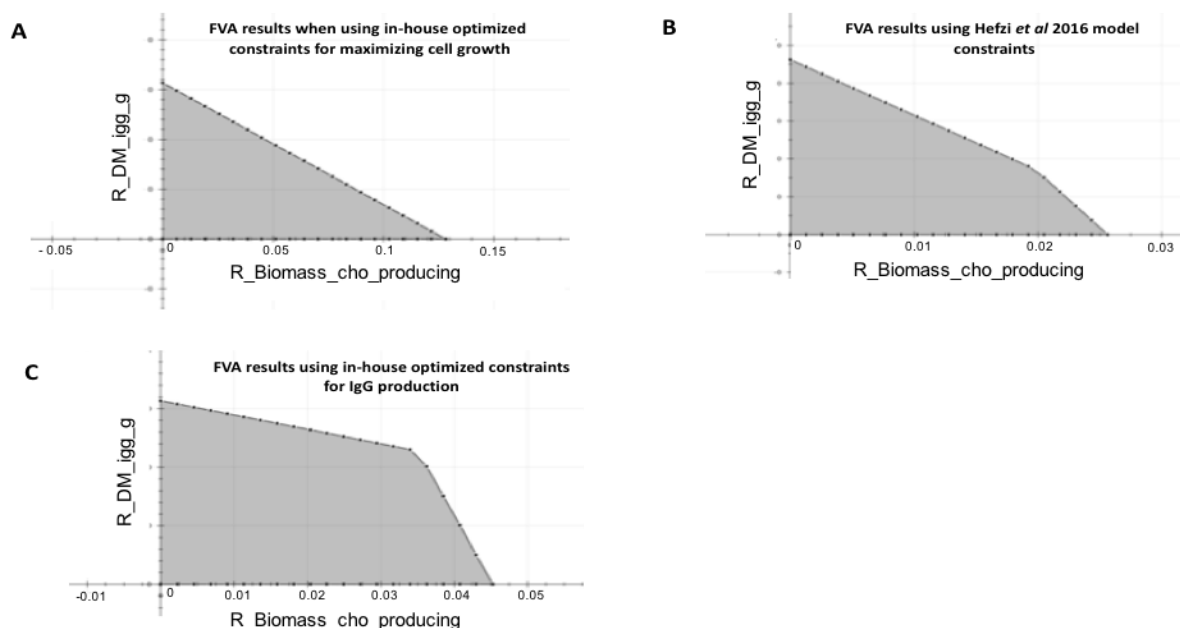 A
FVA results when using in-house optimized
constraints for maximizing cell growth
R_DM_igg_g
-0.05
0
0.05
0.1
0.15
R_Biomass_cho_producing
B
FVA results using Hefzi et al 2016 model
constraints
R_DM_igg_g
0
0.01
0.02
0.03
R_Biomass_cho_producing
C
FVA results using in-house optimized constraints
for IgG production
R_DM_igg_g
-0.01
0
0.01
0.02
0.03
0.04
0.05
R_Biomass_cho_producing